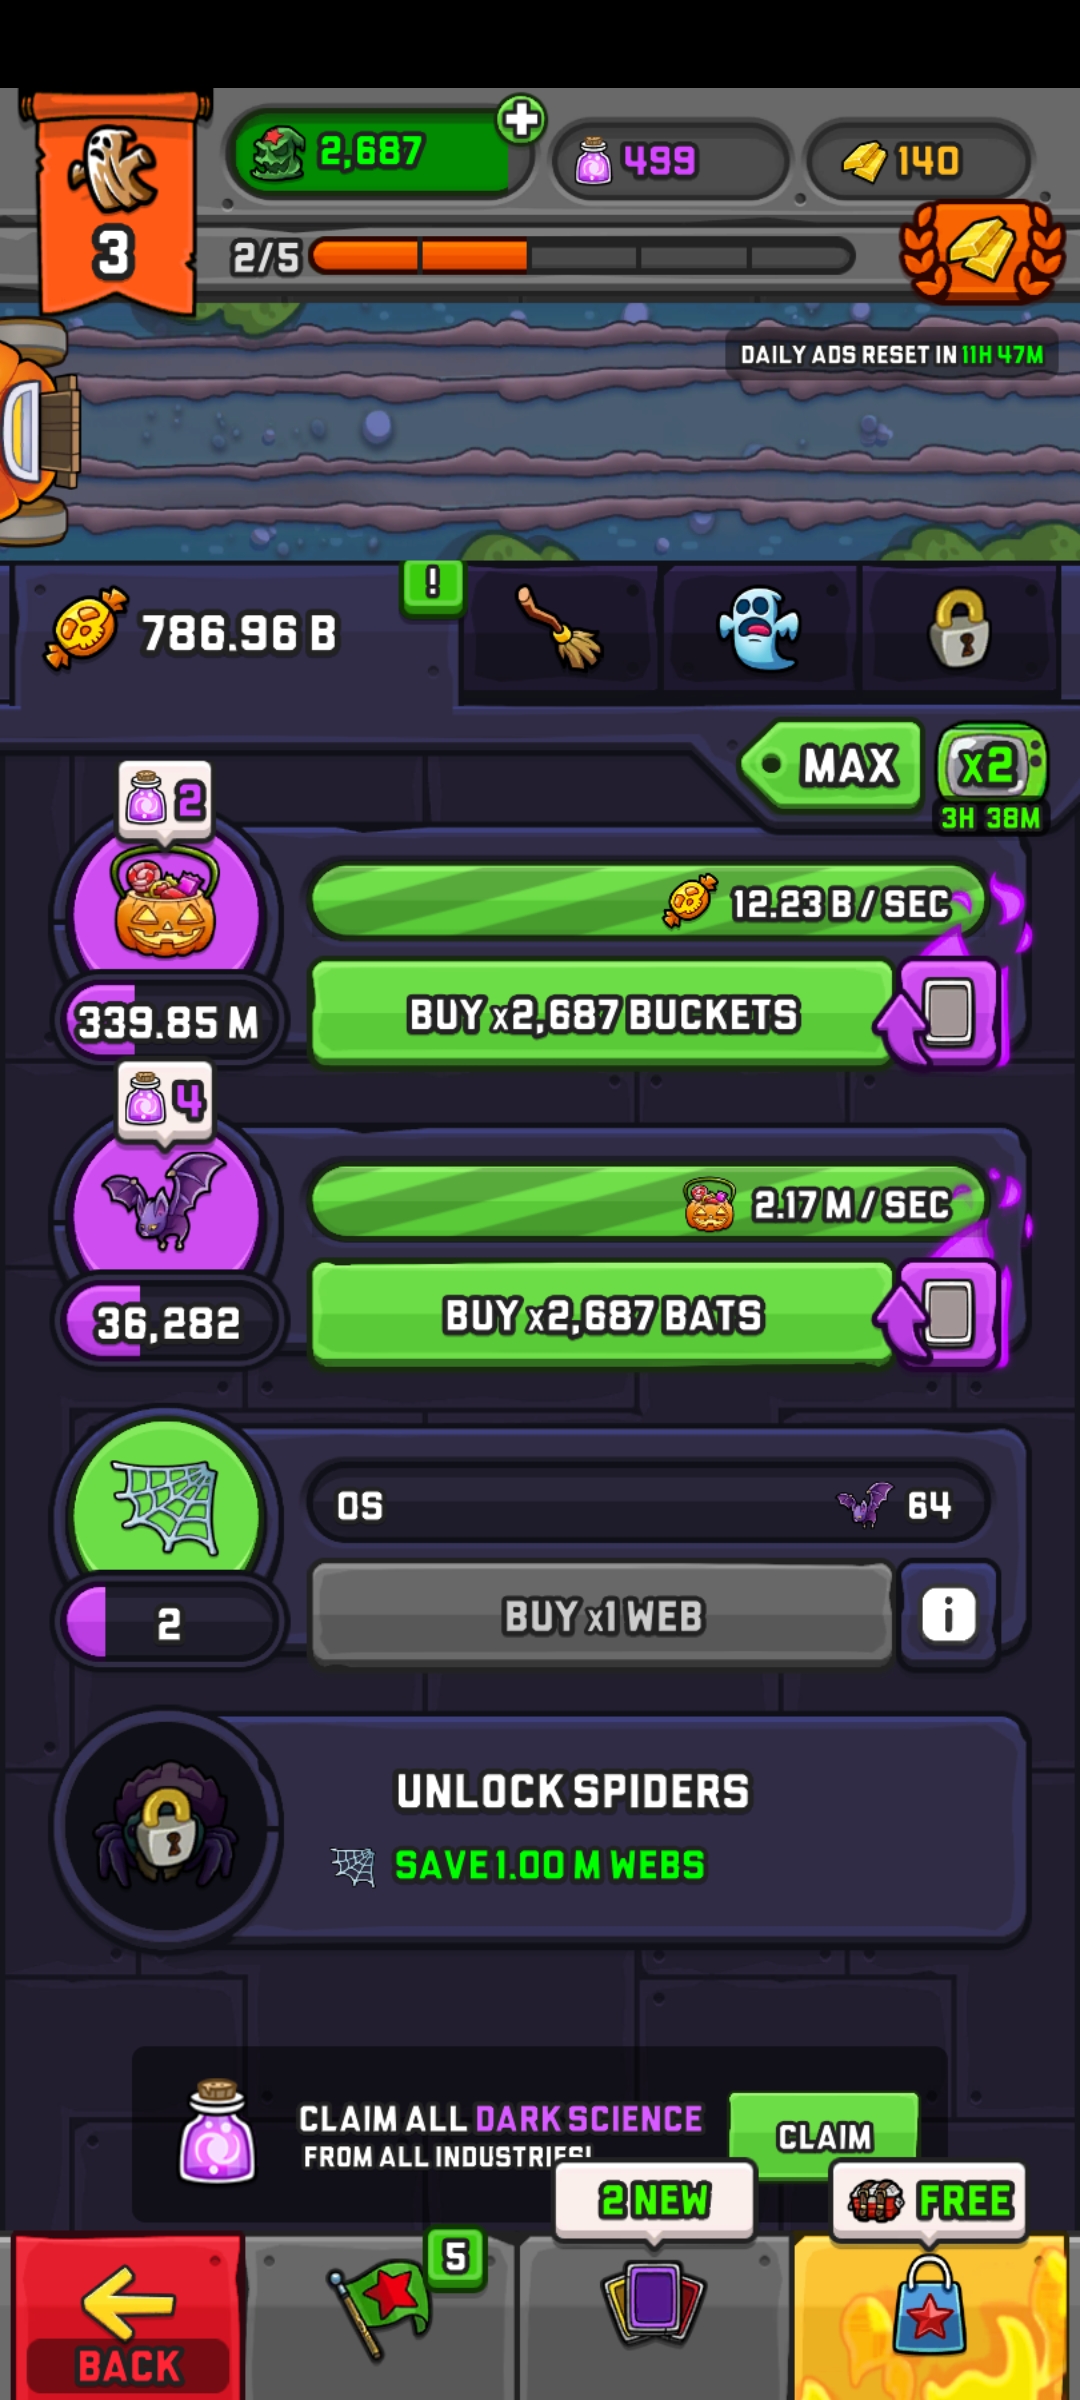 2,687
499
140
3
2/5
DAILY ADS RESET IN 11H 47M
!
786.96 B
MAX
x2
3H 38M
2
12.23 B / SEC
339.85 M
BUY x2,687 BUCKETS
4
2.17 M / SEC
36,282
BUY x2,687 BATS
0S
64
2
BUY x1 WEB
i
UNLOCK SPIDERS
SAVE 1.00 M WEBS
CLAIM ALL DARK SCIENCE
FROM ALL INDUSTRIES!
CLAIM
2 NEW
FREE
5
BACK